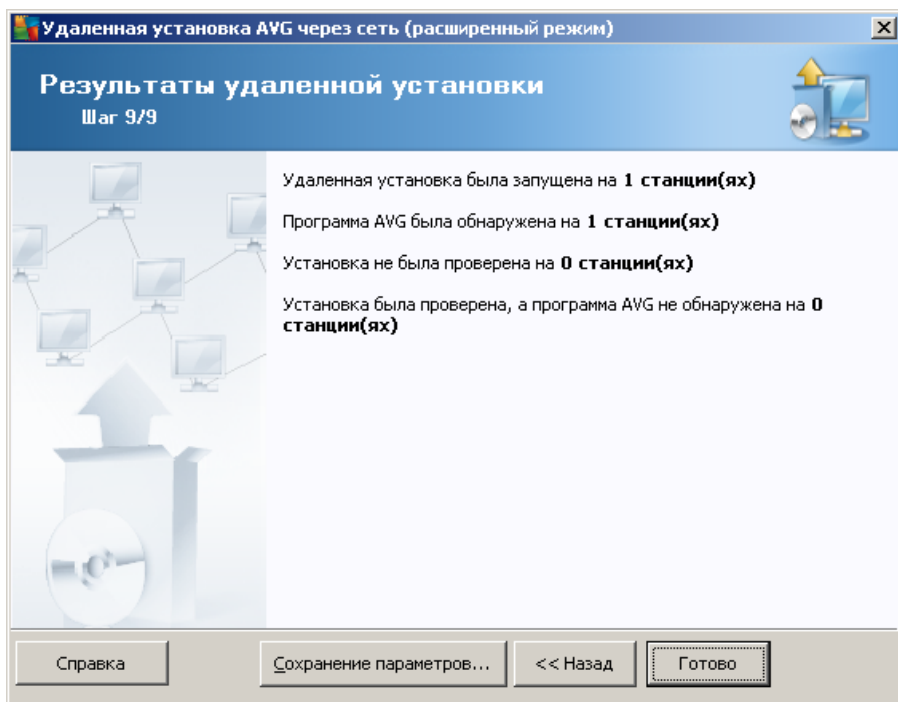 Удаленная установка AVG через сеть (расширенный режим)
Результаты удаленной установки
Шаг 9/9
Удаленная установка была запущена на 1 станции(ях)
Программа AVG была обнаружена на 1 станции(ях)
Установка не была проверена на 0 станции(ях)
Установка была проверена, а программа AVG не обнаружена на 0
станции(ях)
Справка
Сохранение параметров...
<< Назад
Готово